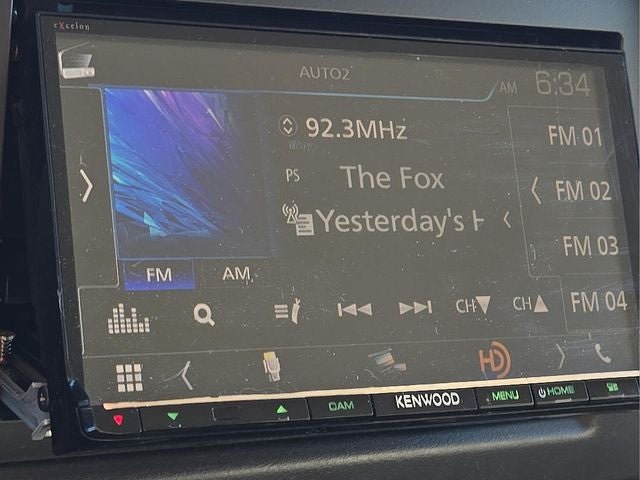 eXcelon
AUTO2
AM 6:34
92.3MHz
PS The Fox
Yesterday's H
FM AM
FM 01
FM 02
FM 03
FM 04
CH▼ CH▲
HD
CAM KENWOOD MENU HOME